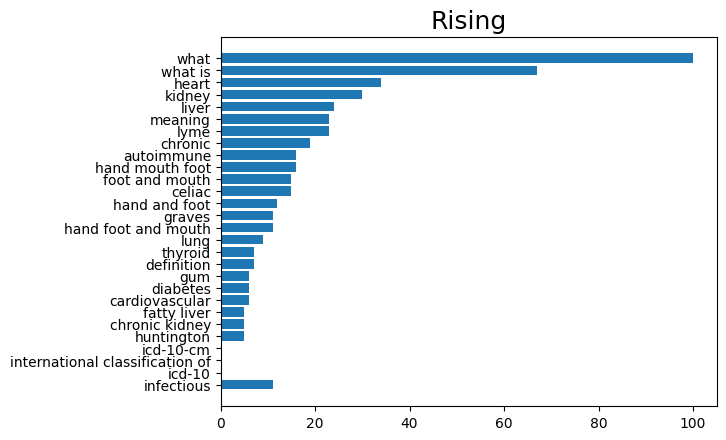 Rising
what
what is
heart
kidney
liver
meaning
lyme
chronic
autoimmune
hand mouth foot
foot and mouth
celiac
hand and foot
graves
hand foot and mouth
lung
thyroid
definition
gum
diabetes
cardiovascular
fatty liver
chronic kidney
huntington
icd-10-cm
international classification of
icd-10
infectious
0 20 40 60 80 100